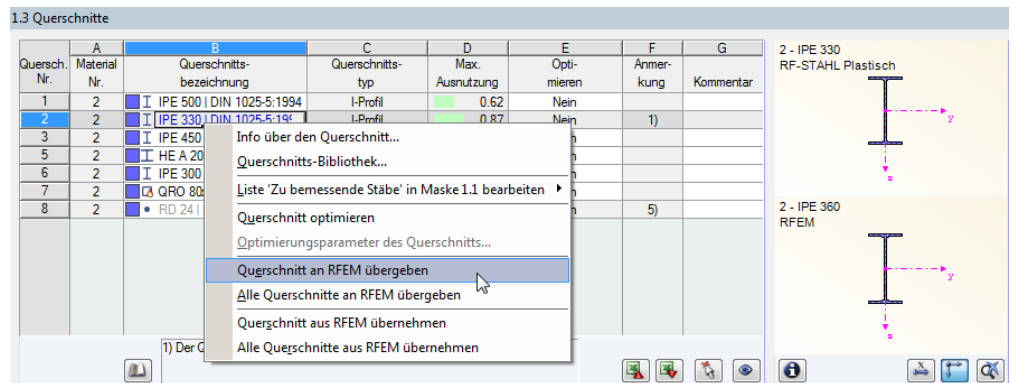 1.3 Querschnitte
A B C D E F G
Quersch. Material Querschnitts- Querschnitts- Max. Opti- Anmer-
Nr. Nr. bezeichnung typ Ausnutzung mieren kung Kommentar
1 2 IPE 500 | DIN 1025-5:1994 I-Profil 0.62 Nein
2 2 IPE 330 | DIN 1025-5:199 I-Profil 0.87 Nein 1)
3 2 IPE 450
5 2 HE A 20
6 2 IPE 300
7 2 QRO 80
8 2 RD 24 | 5)
Info über den Querschnitt...
Querschnitts-Bibliothek...
Liste 'Zu bemessende Stäbe' in Maske 1.1 bearbeiten
Querschnitt optimieren
Optimierungsparameter des Querschnitts...
Querschnitt an RFEM übergeben
Alle Querschnitte an RFEM übergeben
Querschnitt aus RFEM übernehmen
Alle Querschnitte aus RFEM übernehmen
1) Der Q
2 - IPE 330
RF-STAHL Plastisch
y
z
2 - IPE 360
RFEM
y
z